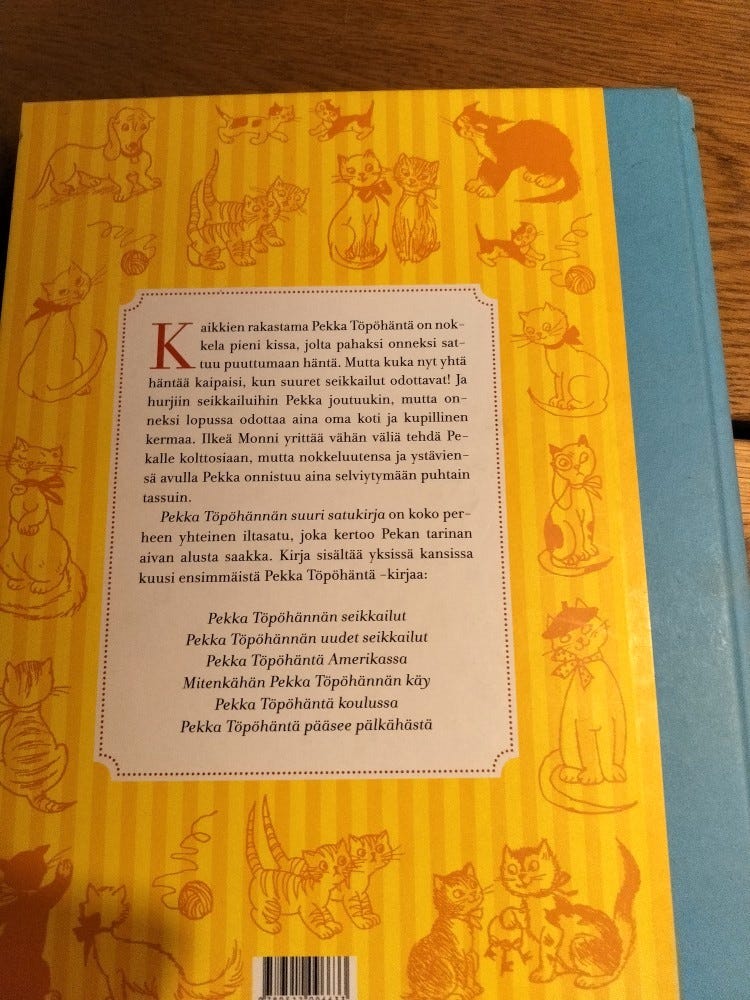 Kaikkien rakastama Pekka Töpöhäntä on nok-
kela pieni kissa, jolta pahaksi onneksi sat-
tuu puuttumaan häntä. Mutta kuka nyt yhtä
häntää kaipaisi, kun suuret seikkailut odottavat! Ja
hurjiin seikkailuihin Pekka joutuukin, mutta on-
neksi lopussa odottaa aina oma koti ja kupillinen
kermaa. Ilkeä Monni yrittää vähän väliä tehdä Pe-
kalle kolttosiaan, mutta nokkeluutensa ja ystävien-
sä avulla Pekka onnistuu aina selviytymään puhtain
tassuin.
Pekka Töpöhännän suuri satukirja on koko per-
heen yhteinen iltasatu, joka kertoo Pekan tarinan
aivan alusta saakka. Kirja sisältää yksissä kansissa
kuusi ensimmäistä Pekka Töpöhäntä –kirjaa:
Pekka Töpöhännän seikkailut
Pekka Töpöhännän uudet seikkailut
Pekka Töpöhäntä Amerikassa
Mitenkähän Pekka Töpöhännän käy
Pekka Töpöhäntä koulussa
Pekka Töpöhäntä pääsee pälkähästä